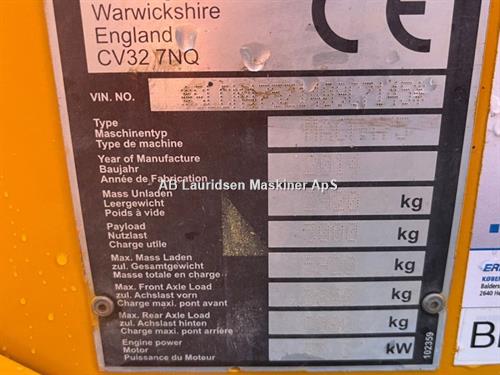 Warwickshire
England
CV32 7NQ
CE
VIN. NO.
Type
Maschinentyp
Type de machine
Year of Manufacture
Baujahr
Année de Fabrication
AB Lauridsen Maskiner ApS
Mass Unladen
Leergewicht
Poids à vide
kg
Payload
Nutzlast
Charge utile
kg
Max. Mass Laden
zul. Gesamtgewicht
Masse totale en charge
kg
Max. Front Axle Load
zul. Achslast vorn
Charge maxi. pont avant
kg
Max. Rear Axle Load
zul. Achslast hinten
Charge maxi. pont arriére
kg
Engine power
Motor
Puissance du Moteur
kW
102359